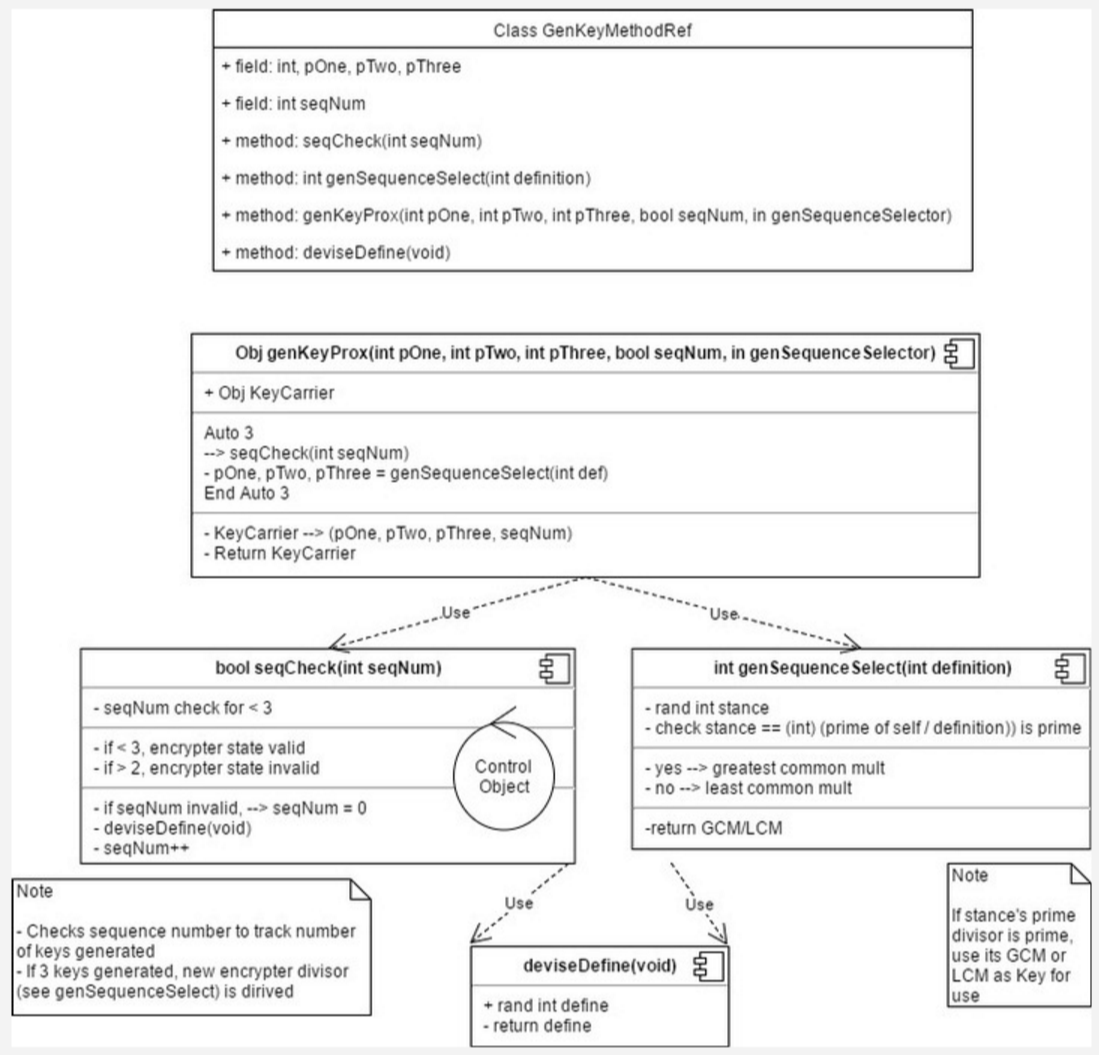 Class GenKeyMethodRef
+ field: int, pOne, pTwo, pThree
+ field: int seqNum
+ method: seqCheck(int seqNum)
+ method: int genSequenceSelect(int definition)
+ method: genKeyProx(int pOne, int pTwo, int pThree, bool seqNum, in genSequenceSelector)
+ method: deviseDefine(void)
Obj genKeyProx(int pOne, int pTwo, int pThree, bool seqNum, in genSequenceSelector)
+ Obj KeyCarrier
Auto 3
--> seqCheck(int seqNum)
- pOne, pTwo, pThree = genSequenceSelect(int def)
End Auto 3
- KeyCarrier --> (pOne, pTwo, pThree, seqNum)
- Return KeyCarrier
Use
Use
bool seqCheck(int seqNum)
- seqNum check for < 3
- if < 3, encrypter state valid
- if > 2, encrypter state invalid
- if seqNum invalid, --> seqNum = 0
- deviseDefine(void)
- seqNum++
Control
Object
int genSequenceSelect(int definition)
- rand int stance
- check stance == (int) (prime of self / definition)) is prime
- yes --> greatest common mult
- no --> least common mult
-return GCM/LCM
Note
- Checks sequence number to track number
of keys generated
- If 3 keys generated, new encrypter divisor
(see genSequenceSelect) is dirived
Use
Use
deviseDefine(void)
+ rand int define
- return define
Note
If stance's prime
divisor is prime,
use its GCM or
LCM as Key for
use